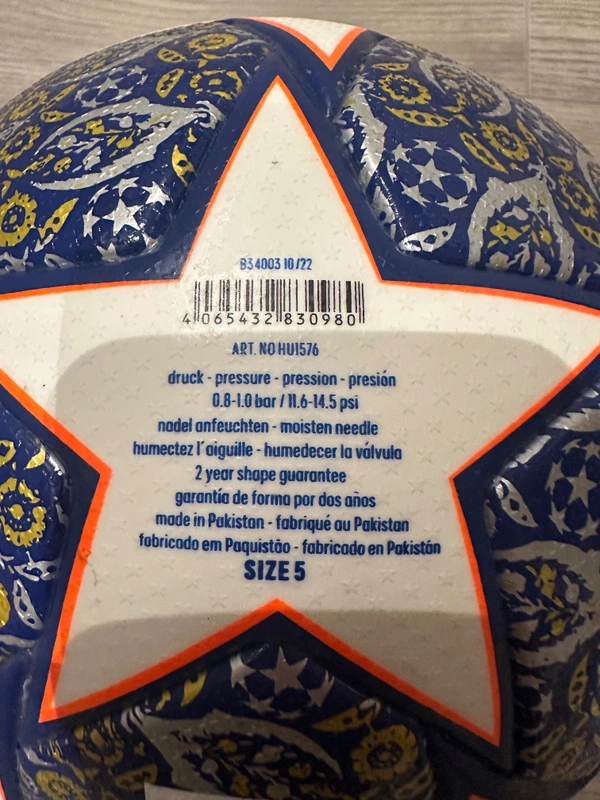 B34003 10/22
4 065432 830980
ART. NO HU1576
druck - pressure - pression - presión
0.8-1.0 bar / 11.6-14.5 psi
nadel anfeuchten - moisten needle
humectez l´aiguille - humedecer la válvula
2 year shape guarantee
garantía de forma por dos años
made in Pakistan - fabriqué au Pakistan
fabricado em Paquistão - fabricado en Pakistán
SIZE 5